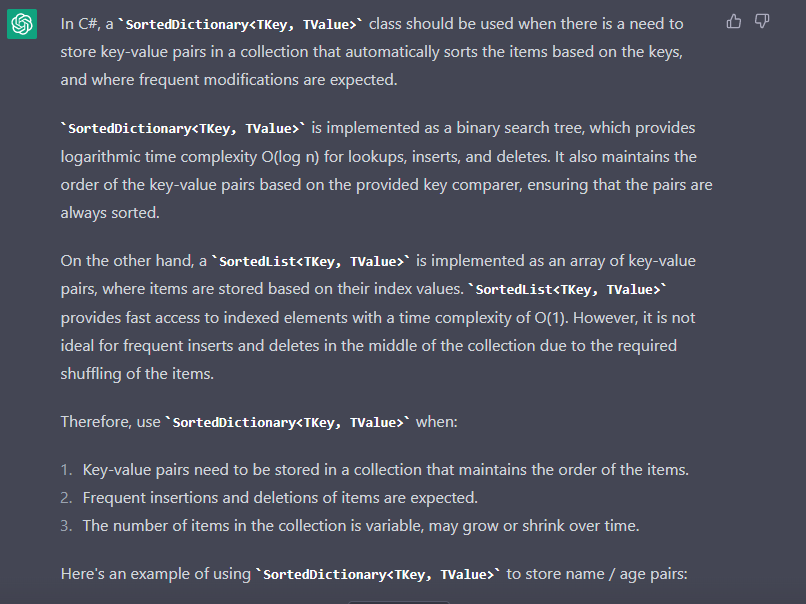 In C#, a `SortedDictionary<TKey, TValue>` class should be used when there is a need to
store key-value pairs in a collection that automatically sorts the items based on the keys,
and where frequent modifications are expected.
`SortedDictionary<TKey, TValue>` is implemented as a binary search tree, which provides
logarithmic time complexity O(log n) for lookups, inserts, and deletes. It also maintains the
order of the key-value pairs based on the provided key comparer, ensuring that the pairs are
always sorted.
On the other hand, a `SortedList<TKey, TValue>` is implemented as an array of key-value
pairs, where items are stored based on their index values. `SortedList<TKey, TValue>`
provides fast access to indexed elements with a time complexity of O(1). However, it is not
ideal for frequent inserts and deletes in the middle of the collection due to the required
shuffling of the items.
Therefore, use `SortedDictionary<TKey, TValue>` when:
1. Key-value pairs need to be stored in a collection that maintains the order of the items.
2. Frequent insertions and deletions of items are expected.
3. The number of items in the collection is variable, may grow or shrink over time.
Here's an example of using `SortedDictionary<TKey, TValue>` to store name / age pairs: